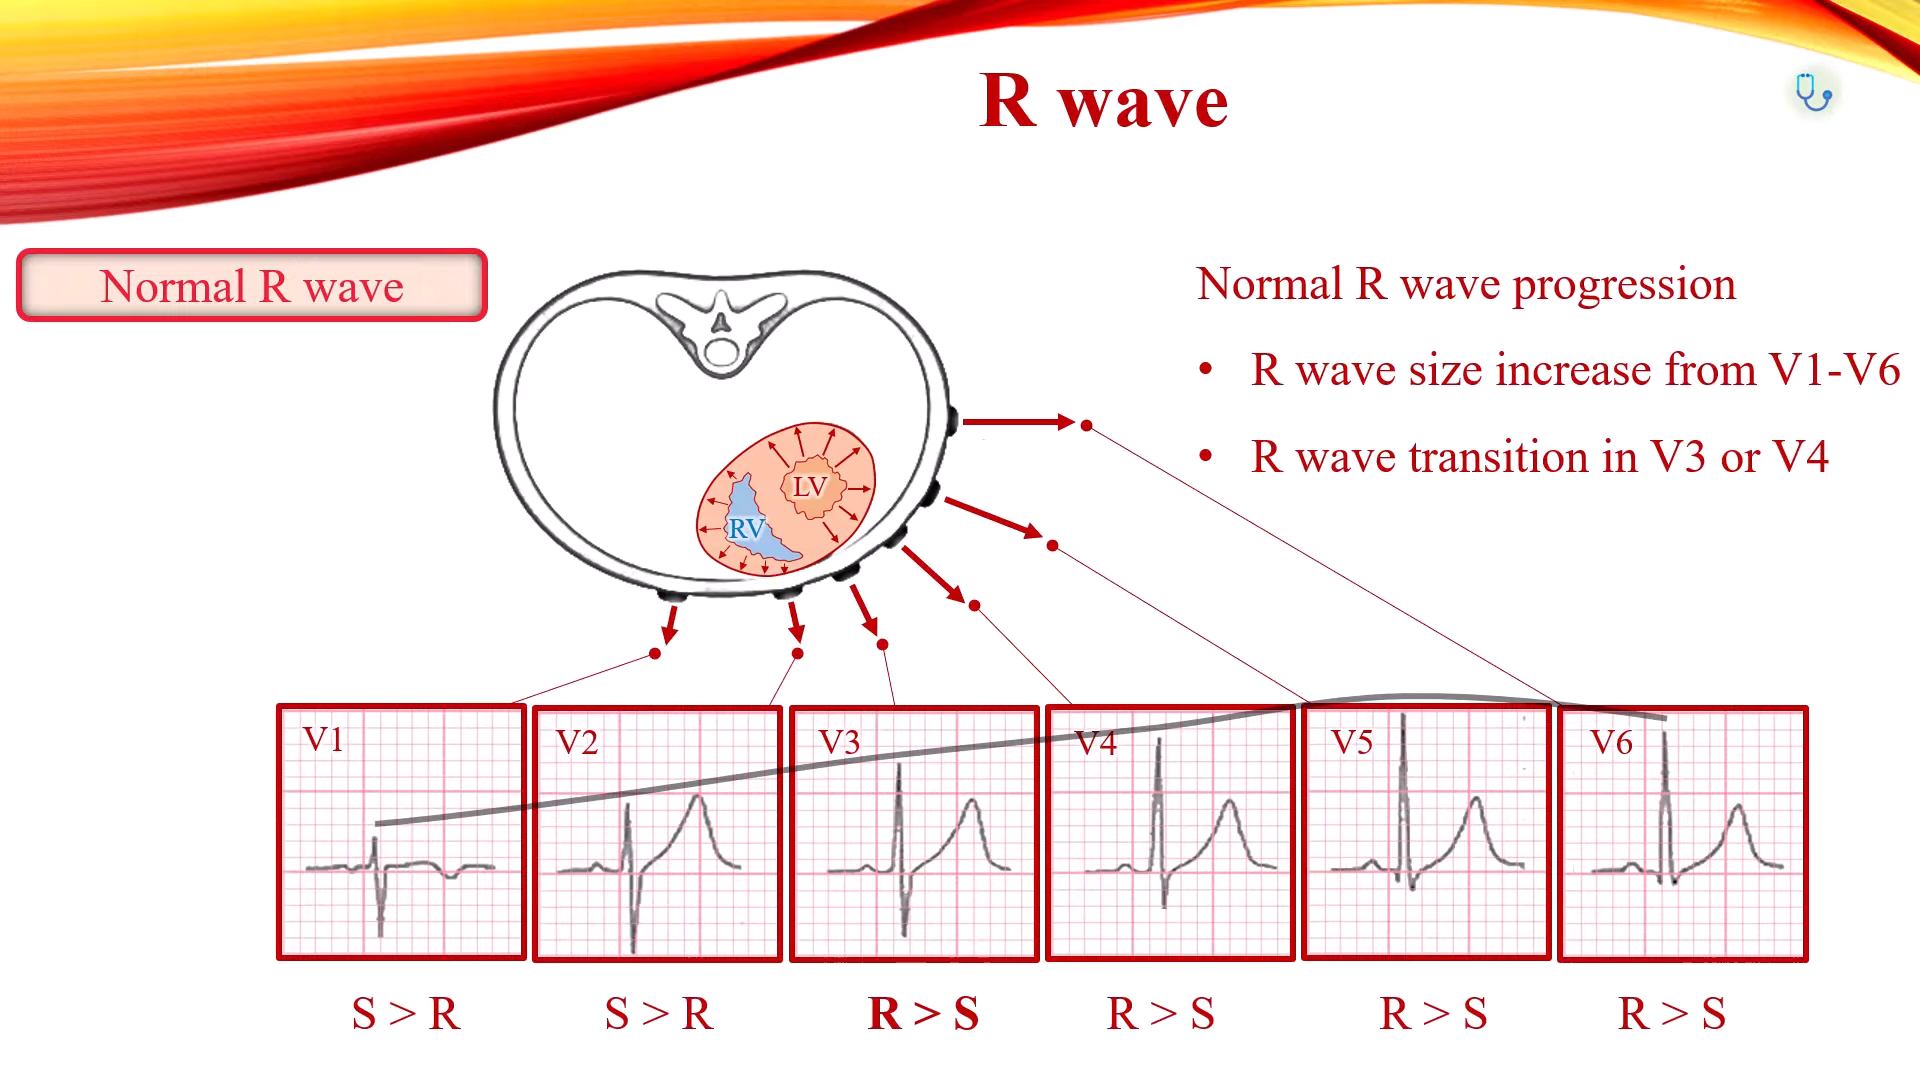 R wave
Normal R wave
Normal R wave progression
• R wave size increase from V1-V6
• R wave transition in V3 or V4
LV
RV
V1
V2
V3
V4
V5
V6
S > R
S > R
R > S
R > S
R > S
R > S